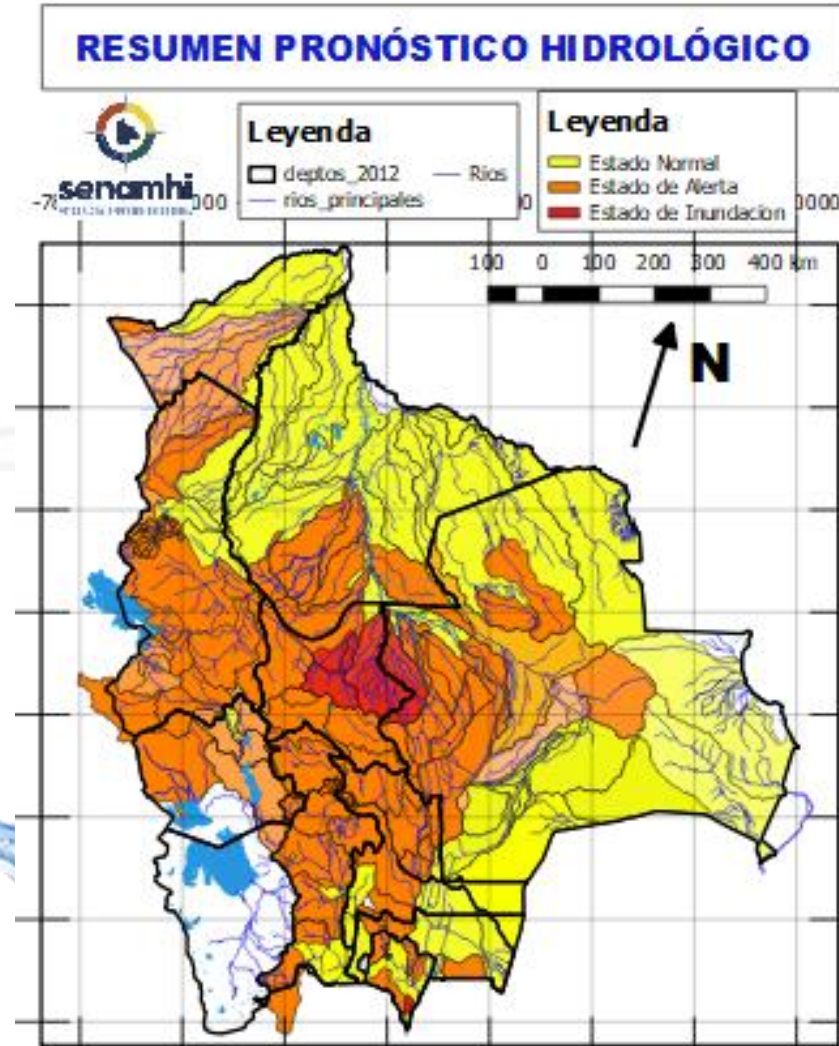 RESUMEN PRONÓSTICO HIDROLÓGICO
senamhi
Leyenda
deptos_2012
Rios
rios_principales
Leyenda
Estado Normal
Estado de Alerta
Estado de Inundacion
100 0 100 200 300 400 km
N